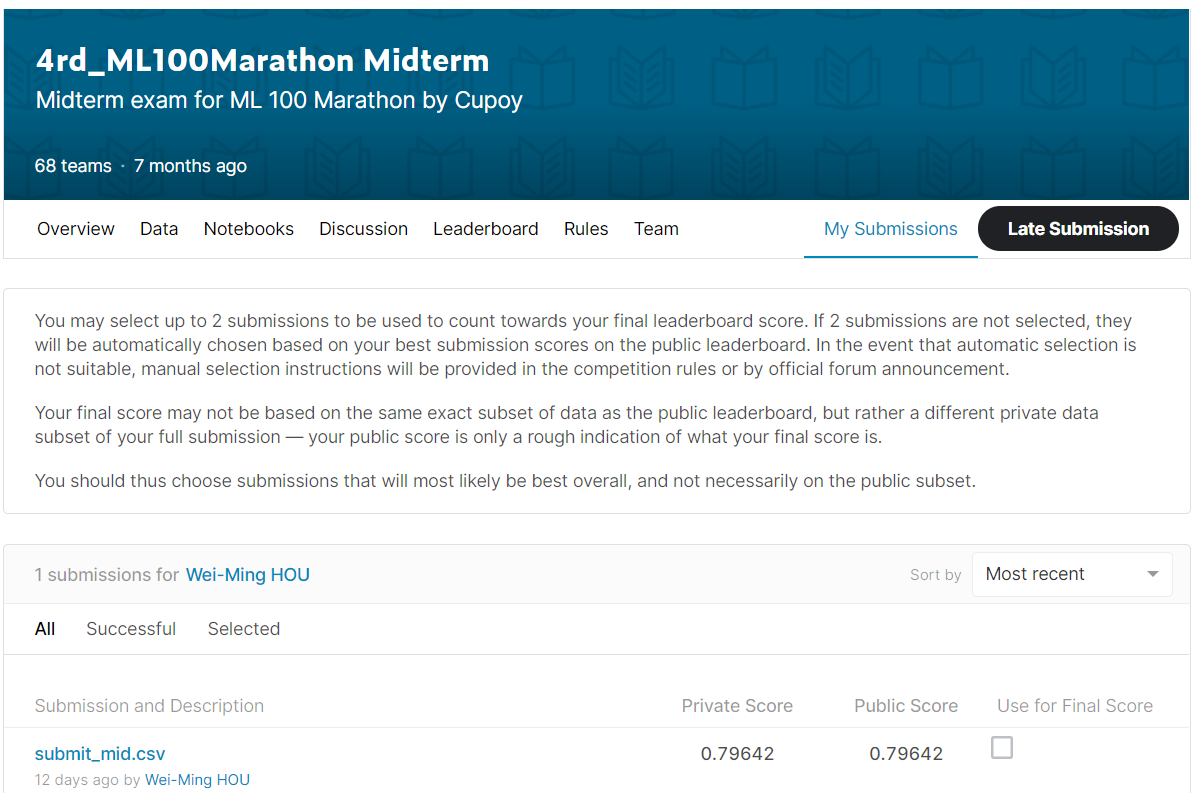 4rd_ML100Marathon Midterm
Midterm exam for ML 100 Marathon by Cupoy
68 teams · 7 months ago
Overview Data Notebooks Discussion Leaderboard Rules Team My Submissions Late Submission
You may select up to 2 submissions to be used to count towards your final leaderboard score. If 2 submissions are not selected, they
will be automatically chosen based on your best submission scores on the public leaderboard. In the event that automatic selection is
not suitable, manual selection instructions will be provided in the competition rules or by official forum announcement.
Your final score may not be based on the same exact subset of data as the public leaderboard, but rather a different private data
subset of your full submission — your public score is only a rough indication of what your final score is.
You should thus choose submissions that will most likely be best overall, and not necessarily on the public subset.
1 submissions for Wei-Ming HOU Sort by Most recent
All Successful Selected
Submission and Description Private Score Public Score Use for Final Score
submit_mid.csv 0.79642 0.79642
12 days ago by Wei-Ming HOU